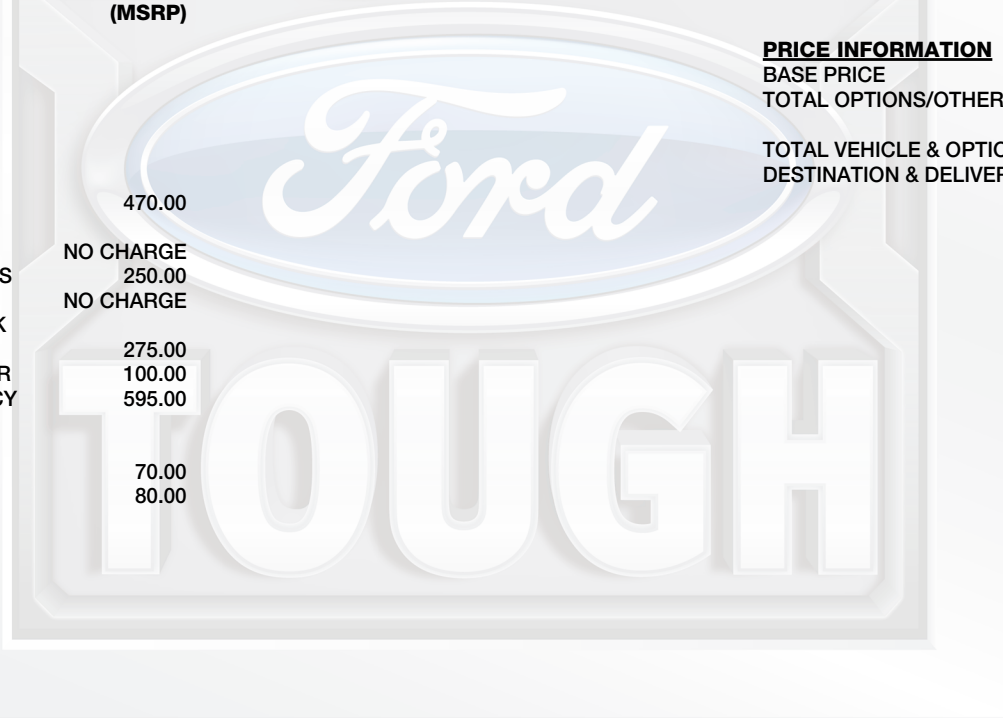 (MSRP)
470.00
NO CHARGE
S 250.00
NO CHARGE
K
275.00
R 100.00
CY 595.00
70.00
80.00
PRICE INFORMATION
BASE PRICE
TOTAL OPTIONS/OTHER
TOTAL VEHICLE & OPTIO
DESTINATION & DELIVER
Ford
TOUGH